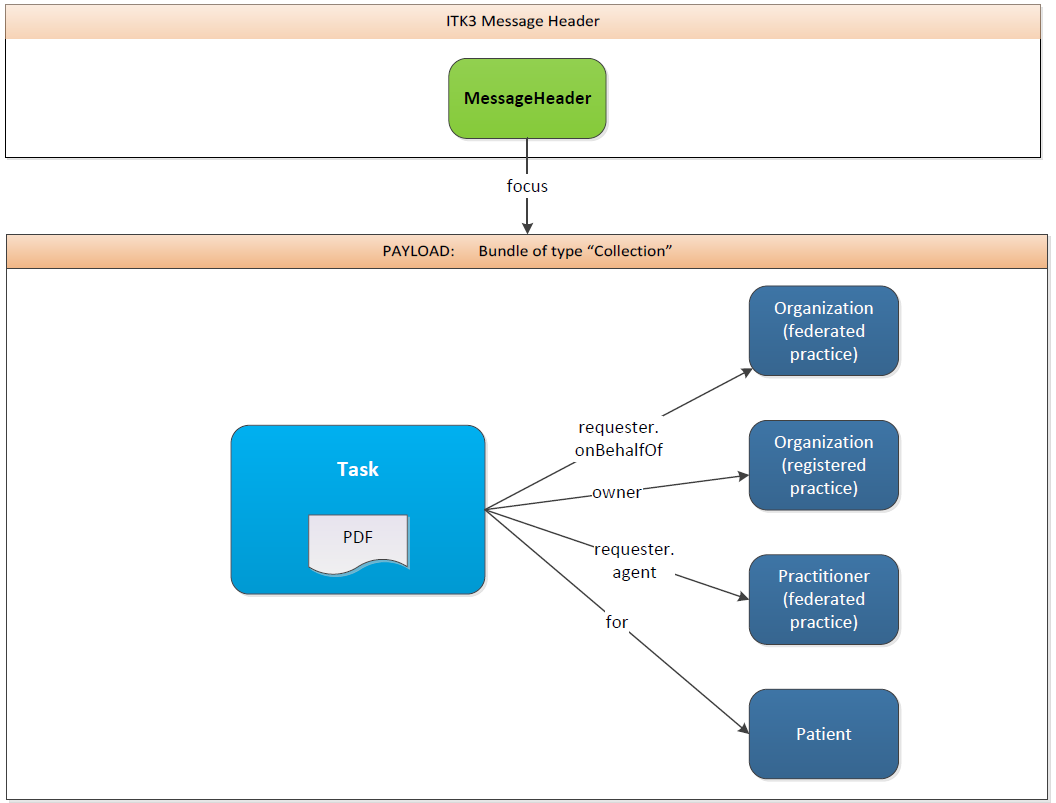 ITK3 Message Header
MessageHeader
focus
PAYLOAD: Bundle of type “Collection”
Organization
(federated
practice)
requester.
onBehalfOf
Organization
(registered
practice)
Task
owner
PDF
requester.
agent
Practitioner
(federated
practice)
for
Patient